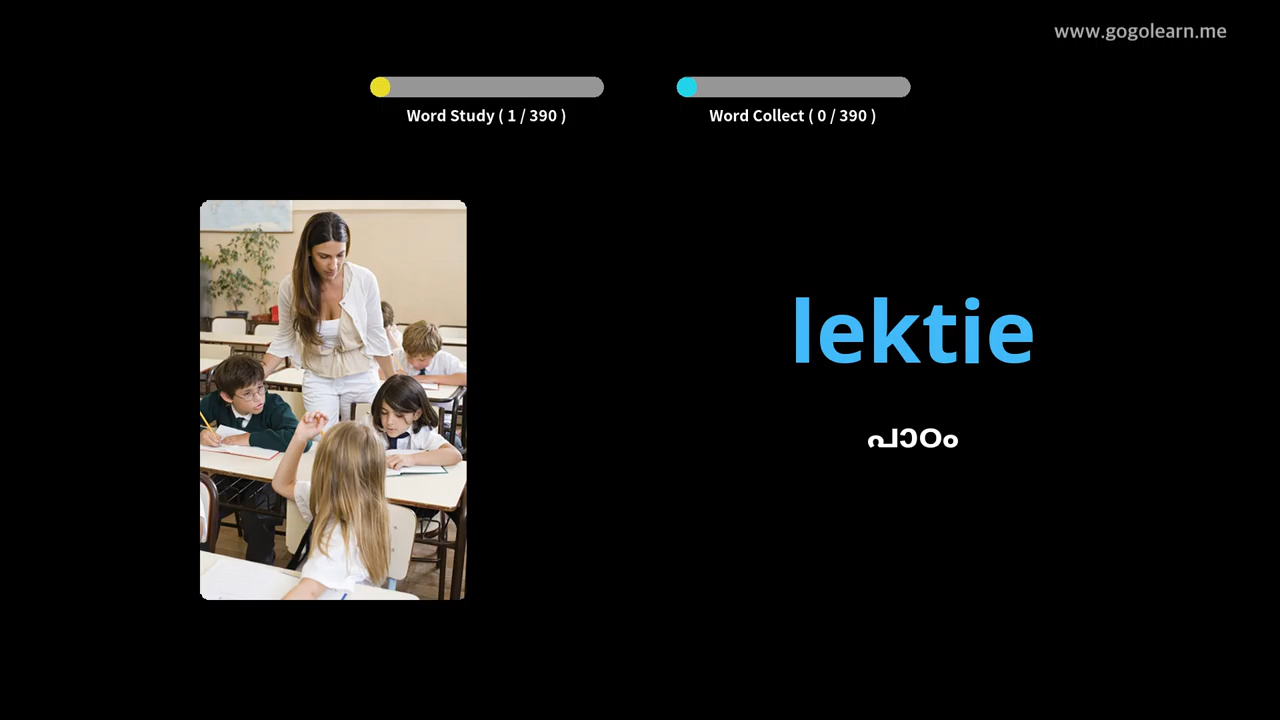 www.gogolearn.me
Word Study ( 1 / 390 )
Word Collect ( 0 / 390 )
lektie
പാഠം